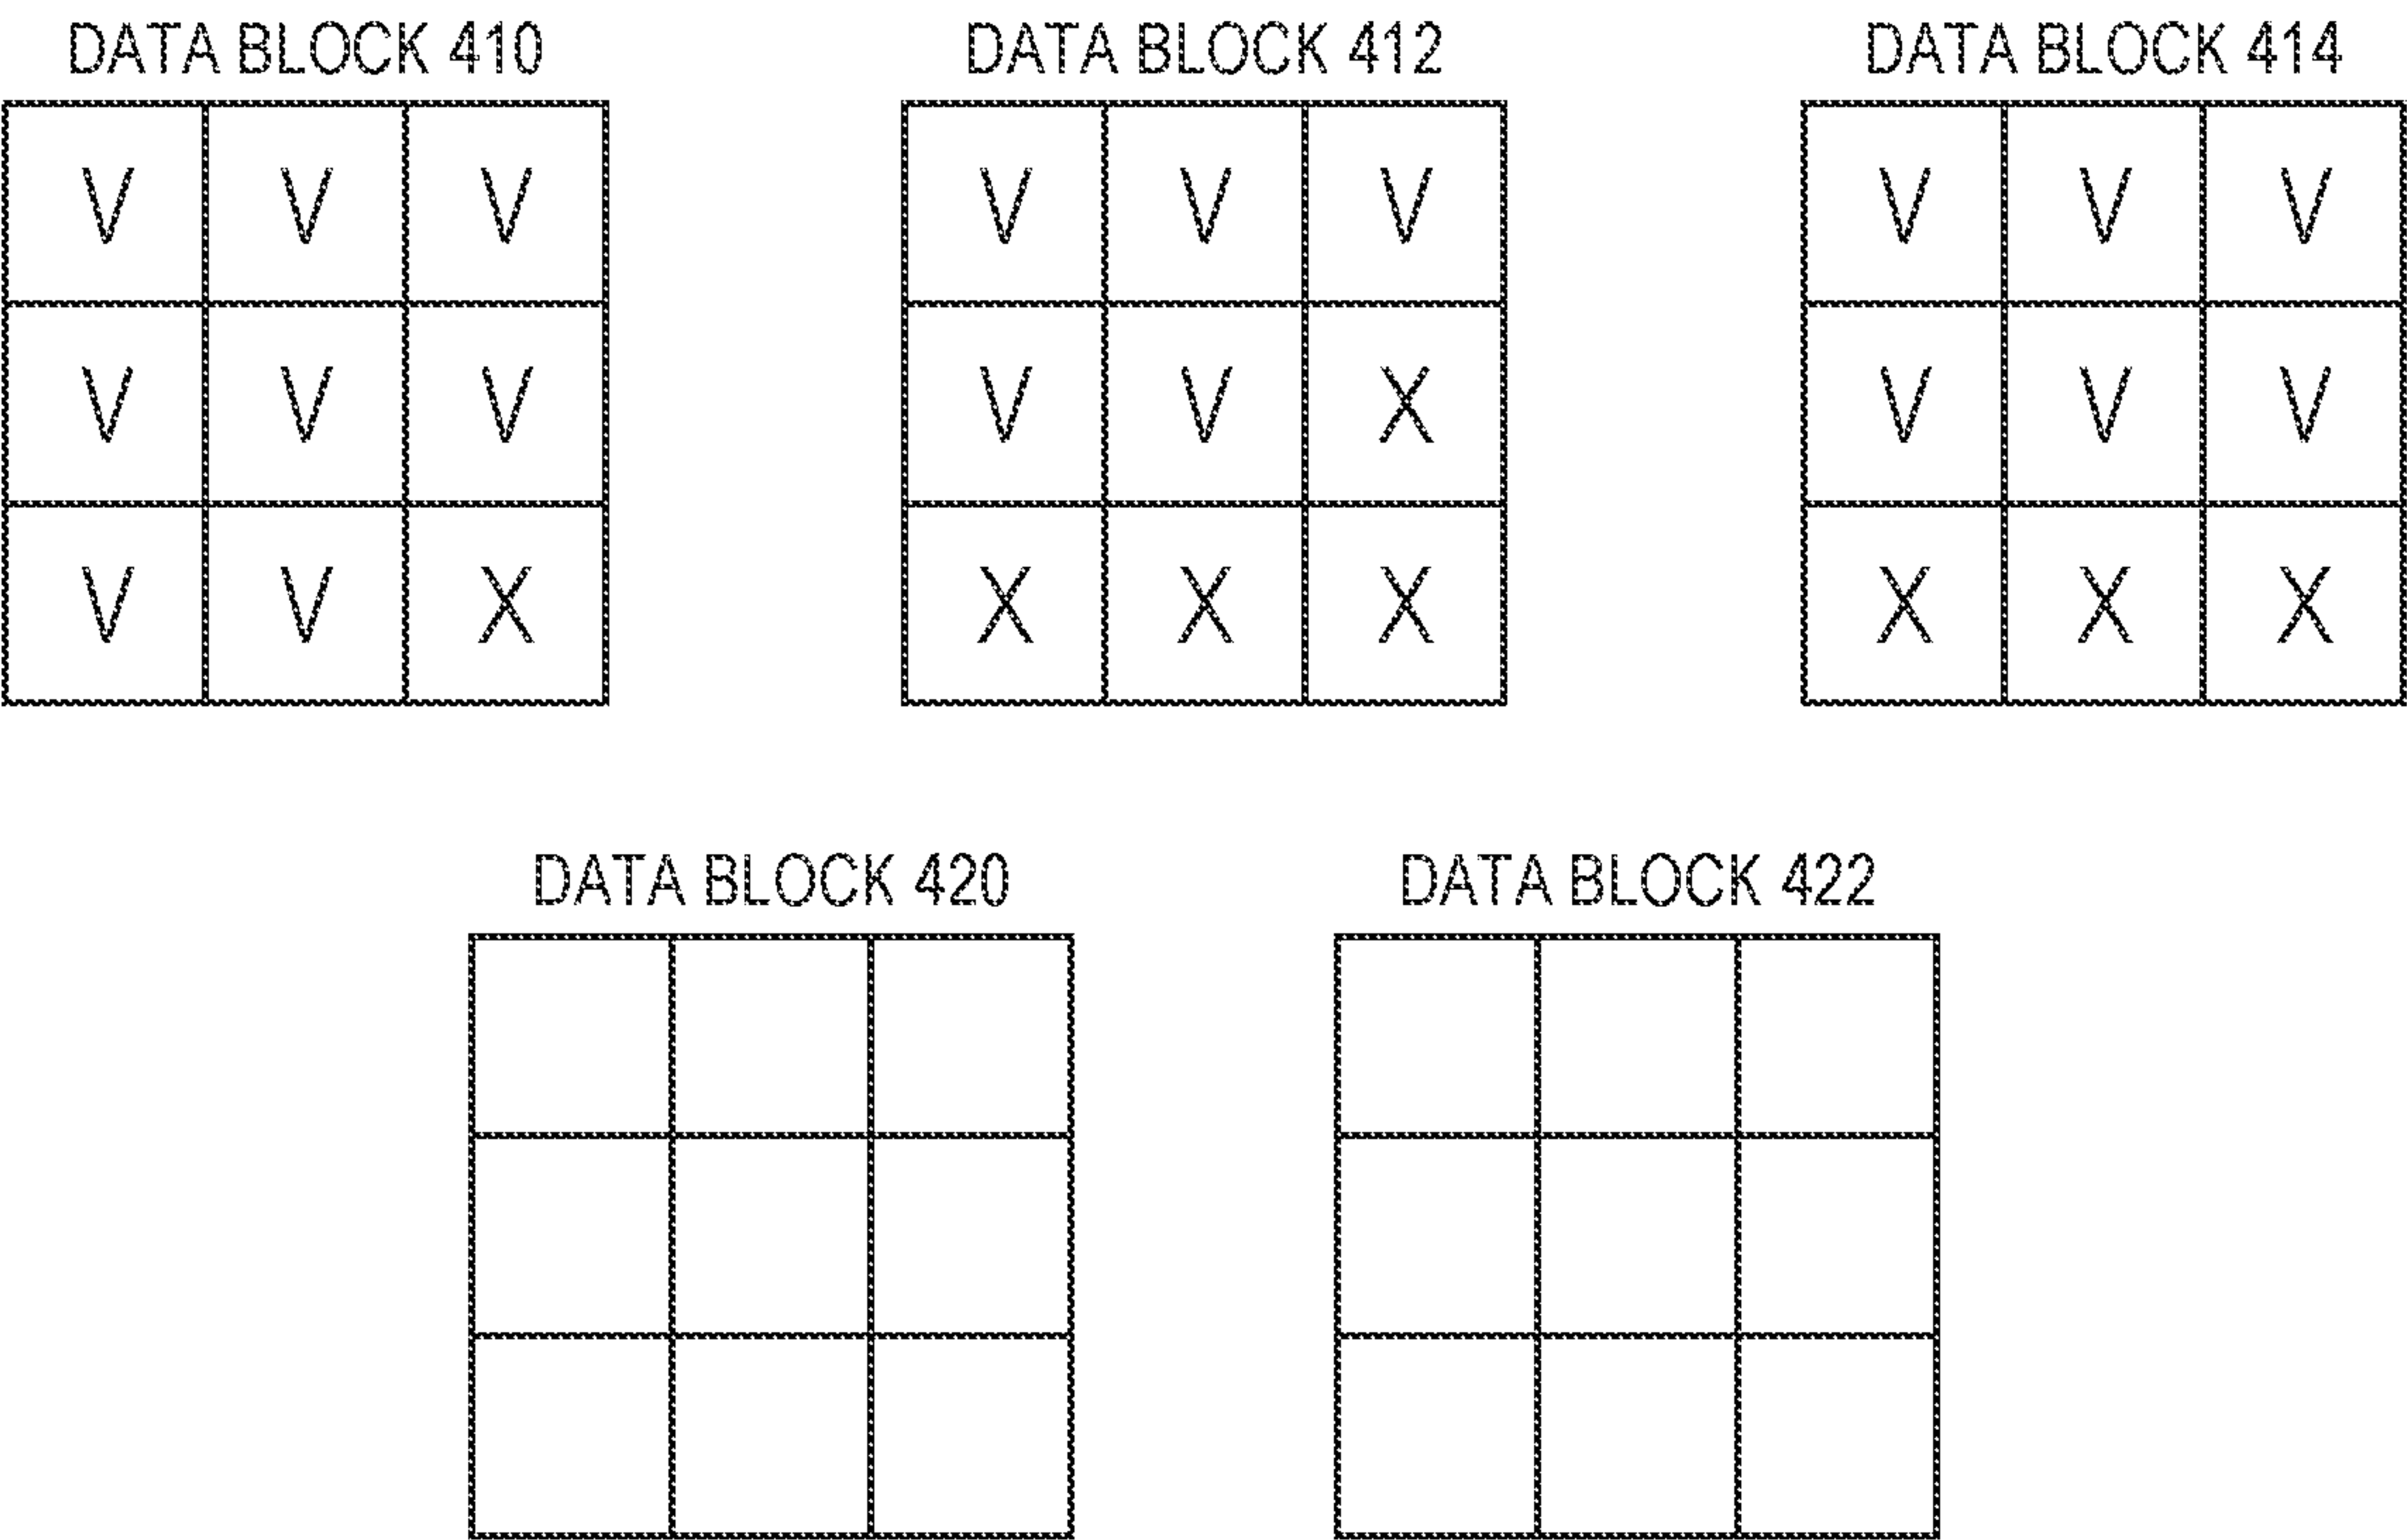 DATA BLOCK 410 DATA BLOCK 412 DATA BLOCK 414
V V V V V V V V V
V V V V V X V V V
V V X X X X X X X
DATA BLOCK 420 DATA BLOCK 422